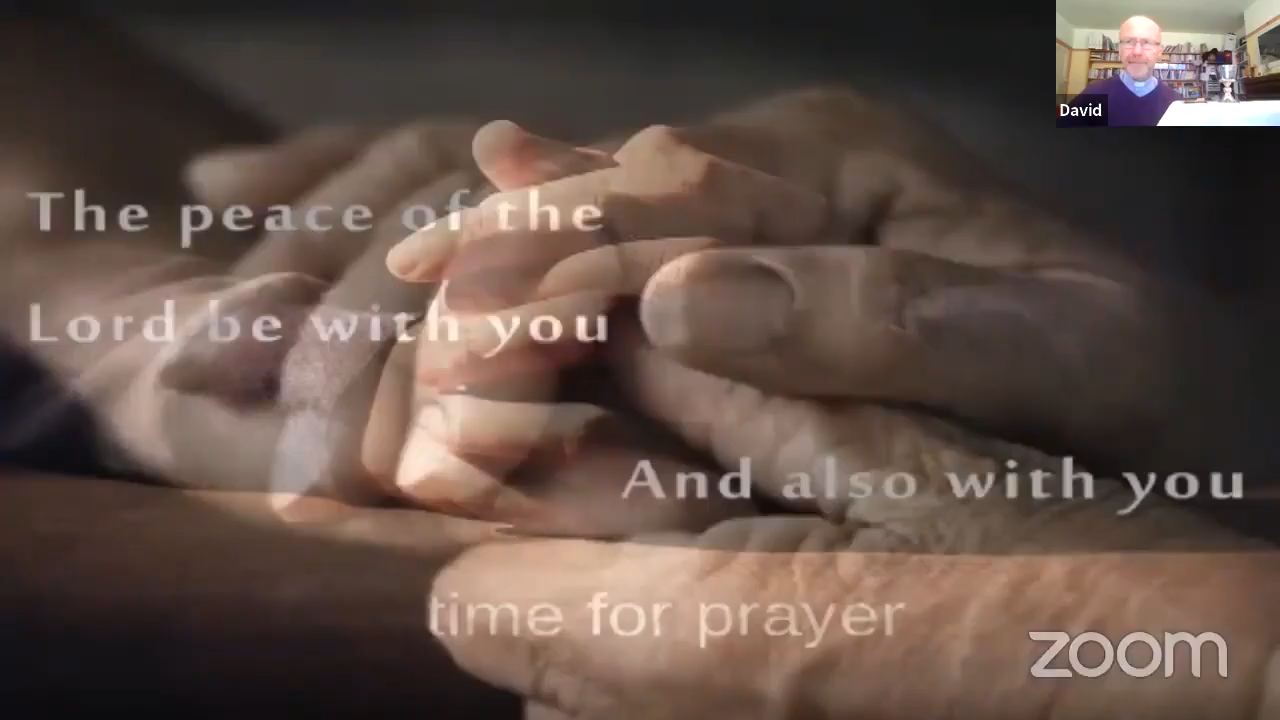 David
The peace of the
Lord be with you
And also with you
time for prayer
zoom